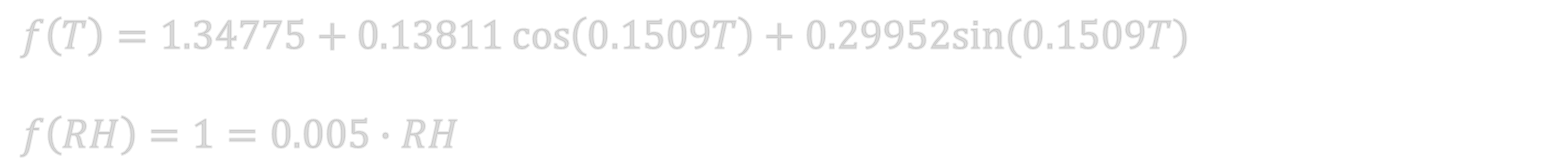 f(T) = 1.34775 + 0.13811 cos(0.1509T) + 0.29952sin(0.1509T)
f(RH) = 1 = 0.005 · RH